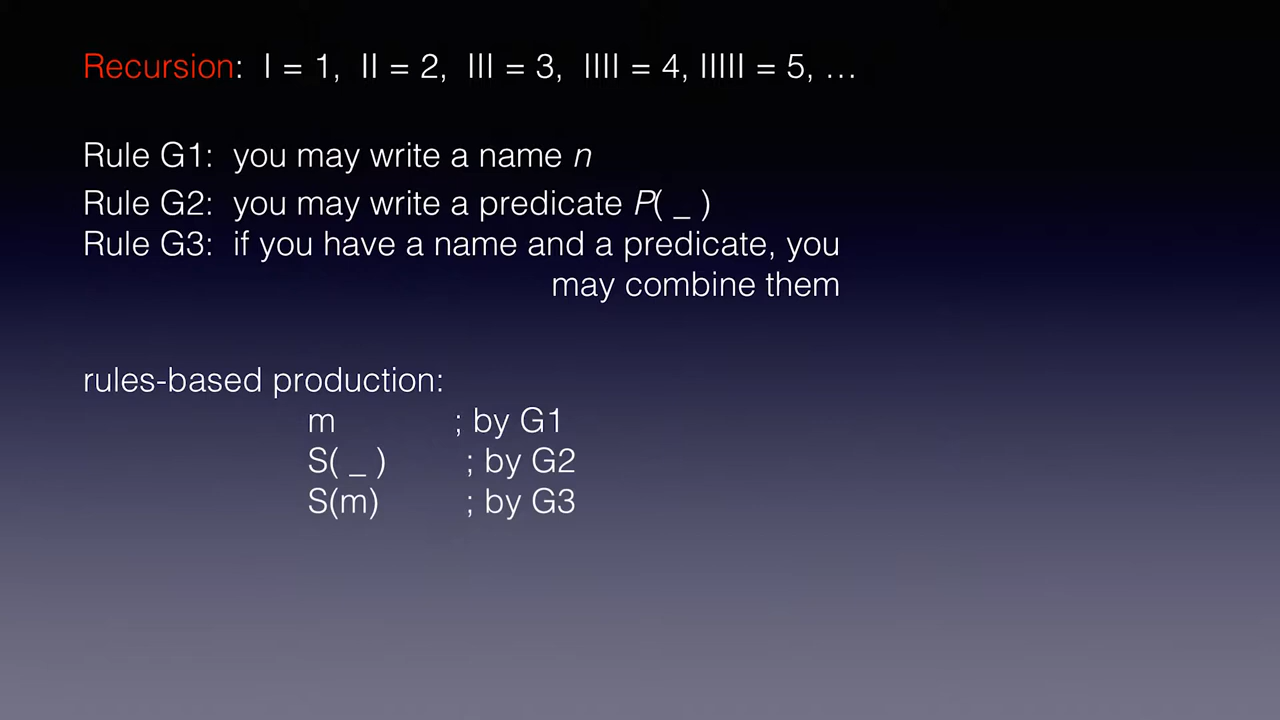 Recursion: I = 1, II = 2, III = 3, IIII = 4, IIIII = 5, …
Rule G1: you may write a name n
Rule G2: you may write a predicate P( _ )
Rule G3: if you have a name and a predicate, you
may combine them
rules-based production:
m ; by G1
S( _ ) ; by G2
S(m) ; by G3